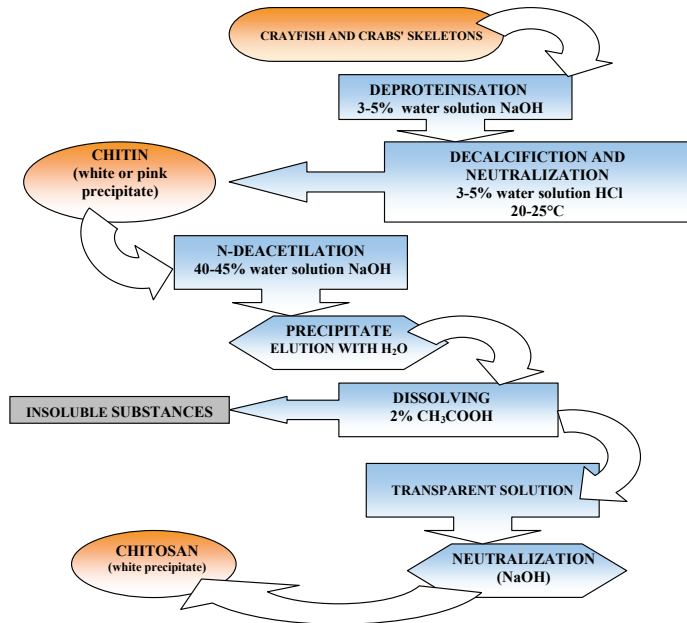 CRAYFISH AND CRABS' SKELETONS
DEPROTEINISATION
3-5% water solution NaOH
DECALCIFICTION AND
NEUTRALIZATION
3-5% water solution HCl
20-25°C
CHITIN
(white or pink
precipitate)
N-DEACETILATION
40-45% water solution NaOH
PRECIPITATE
ELUTION WITH H₂O
DISSOLVING
2% CH₃COOH
INSOLUBLE SUBSTANCES
TRANSPARENT SOLUTION
NEUTRALIZATION
(NaOH)
CHITOSAN
(white precipitate)